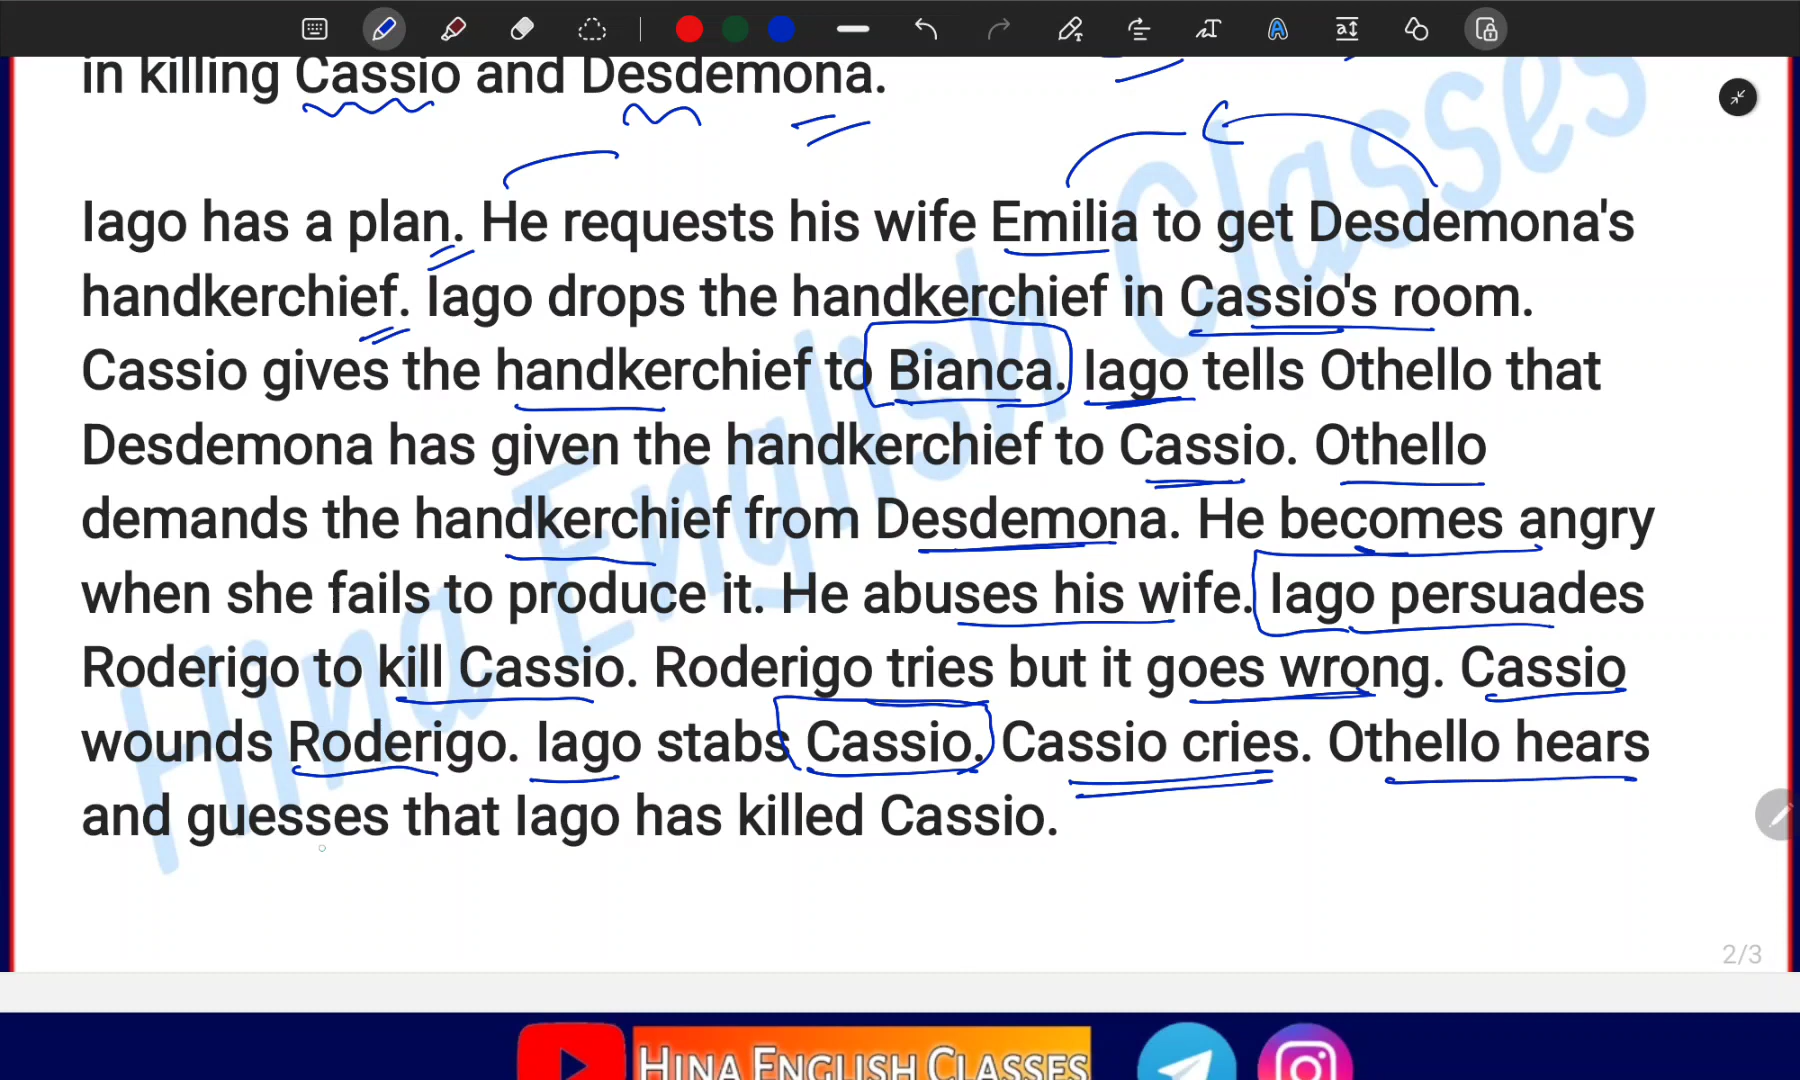 in killing Cassio and Desdemona.
Iago has a plan. He requests his wife Emilia to get Desdemona's
handkerchief. Iago drops the handkerchief in Cassio's room.
Cassio gives the handkerchief to Bianca. Iago tells Othello that
Desdemona has given the handkerchief to Cassio. Othello
demands the handkerchief from Desdemona. He becomes angry
when she fails to produce it. He abuses his wife. Iago persuades
Roderigo to kill Cassio. Roderigo tries but it goes wrong. Cassio
wounds Roderigo. Iago stabs Cassio. Cassio cries. Othello hears
and guesses that Iago has killed Cassio.
Hina English Classes
2/3
HINA ENGLISH CLASSES